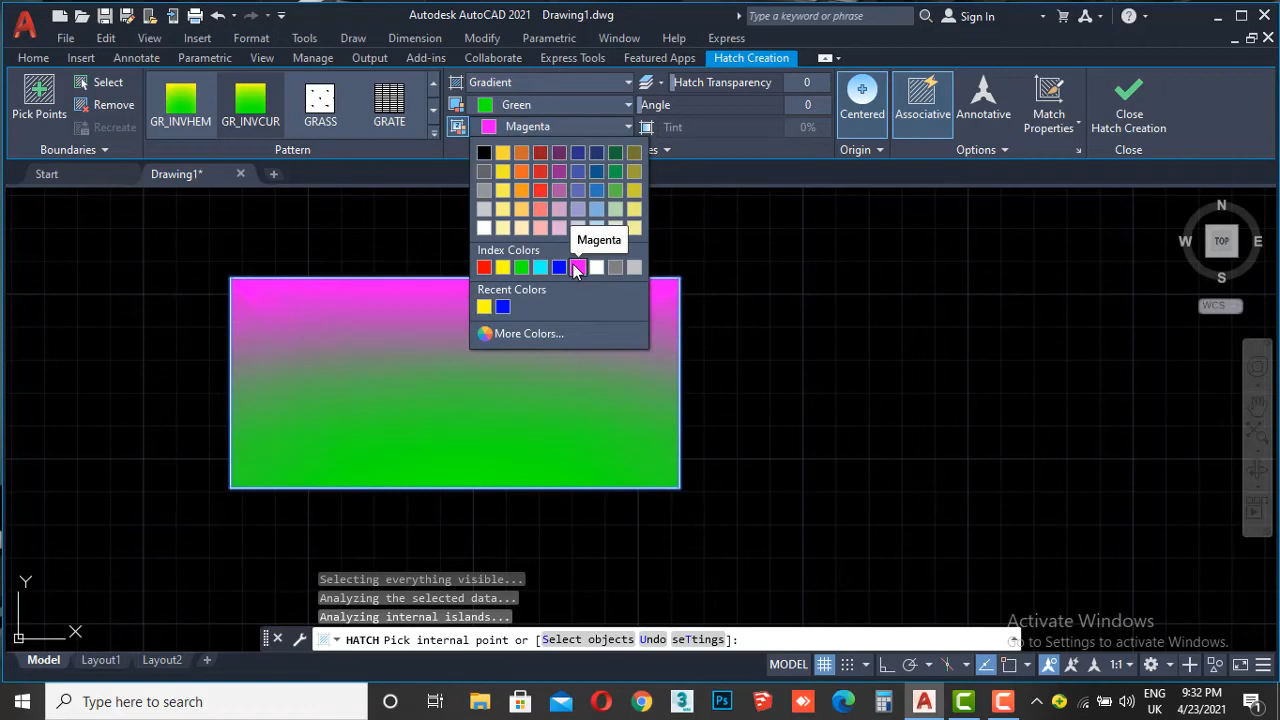 Autodesk AutoCAD 2021 Drawing1.dwg Type a keyword or phrase Sign In
File Edit View Insert Format Tools Draw Dimension Modify Parametric Window Help Express
Home Insert Annotate Parametric View Manage Output Add-ins Collaborate Express Tools Featured Apps Hatch Creation
Pick Points
Select
Remove
Recreate
Boundaries
GR_INVHEM GR_INVCUR GRASS GRATE
Pattern
Gradient
Green
Magenta
Hatch Transparency 0
Angle 0
Tint 0%
Centered
Origin
Associative
Annotative
Match
Properties
Options
Close
Hatch Creation
Close
Start Drawing1*
Magenta
Index Colors
Recent Colors
More Colors...
N
W TOP E
S
WCS
Y
X
Selecting everything visible...
Analyzing the selected data...
Analyzing internal islands...
HATCH Pick internal point or [Select objects Undo seTtings]:
Activate Windows
Go to Settings to activate Windows.
Model Layout1 Layout2 +
MODEL 1:1
Type here to search
3
Ps
A
C
C
ENG
UK
9:32 PM
4/23/2021
1